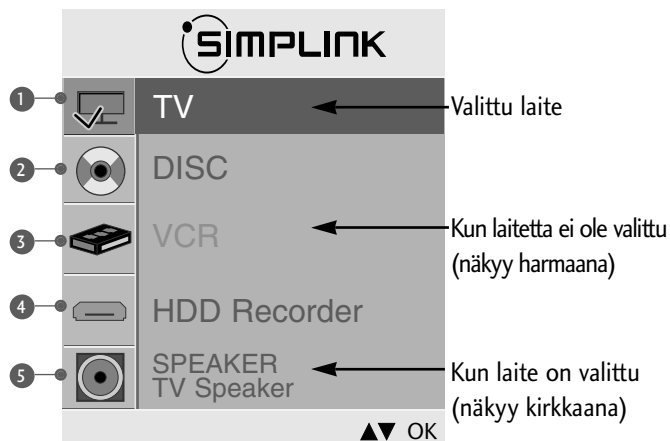 SIMPLINK
1 TV Valittu laite
2 DISC
3 VCR Kun laitetta ei ole valittu
(näkyy harmaana)
4 HDD Recorder
5 SPEAKER
TV Speaker
Kun laite on valittu
(näkyy kirkkaana)
▲▼ OK